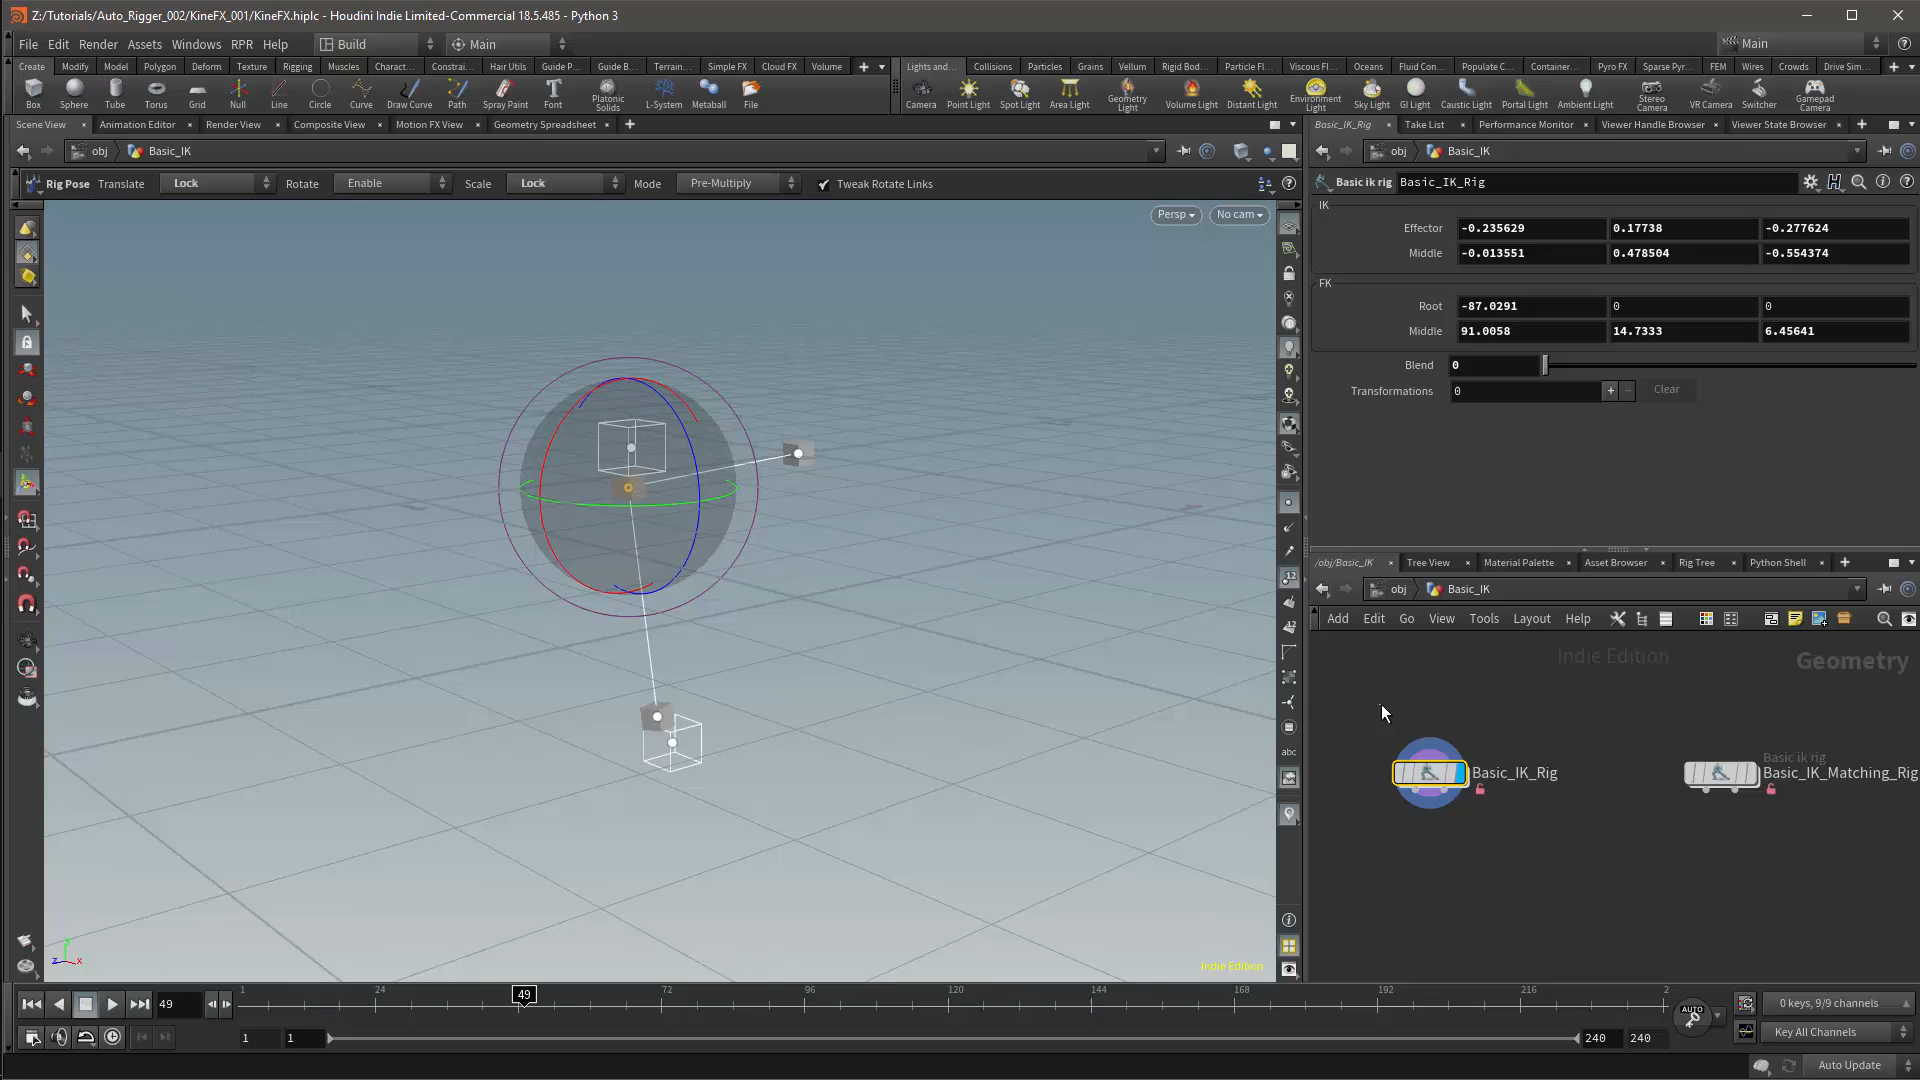 Z:/Tutorials/Auto_Rigger_002/KineFX_001/KineFX.hiplc - Houdini Indie Limited-Commercial 18.5.485 - Python 3
File Edit Render Assets Windows RPR Help Build Main Main
Create Modify Model Polygon Deform Texture Rigging Muscles Charact... Constrai... Hair Utils Guide P... Guide B... Terrain... Simple FX Cloud FX Volume
Lights and... Collisions Particles Grains Vellum Rigid Bod... Particle Fl... Viscous Fl... Oceans Fluid Con... Populate C... Container... Pyro FX Sparse Pyr... FEM Wires Crowds Drive Sim...
Box Sphere Tube Torus Grid Null Line Circle Curve Draw Curve Path Spray Paint Font Platonic Solids L-System Metaball File
Camera Point Light Spot Light Area Light Geometry Light Volume Light Distant Light Environment Light Sky Light GI Light Caustic Light Portal Light Ambient Light Stereo Camera VR Camera Switcher Gamepad Camera
Scene View Animation Editor Render View Composite View Motion FX View Geometry Spreadsheet
Basic_IK_Rig Take List Performance Monitor Viewer Handle Browser Viewer State Browser
obj Basic_IK
obj Basic_IK
Rig Pose Translate Lock Rotate Enable Scale Lock Mode Pre-Multiply Tweak Rotate Links
Basic ik rig Basic_IK_Rig
Persp No cam
IK
Effector -0.235629 0.17738 -0.277624
Middle -0.013551 0.478504 -0.554374
FK
Root -87.0291 0 0
Middle 91.0058 14.7333 6.45641
Blend 0
Transformations 0 Clear
/obj/Basic_IK Tree View Material Palette Asset Browser Rig Tree Python Shell
obj Basic_IK
Add Edit Go View Tools Layout Help
Indie Edition Geometry
Basic ik rig
Basic_IK_Rig Basic_IK_Matching_Rig
12
12
abc
y
z x
Indie Edition
49 1 24 49 72 96 120 144 168 192 216 2
AUTO
0 keys, 9/9 channels
1 1 240 240 Key All Channels
Auto Update